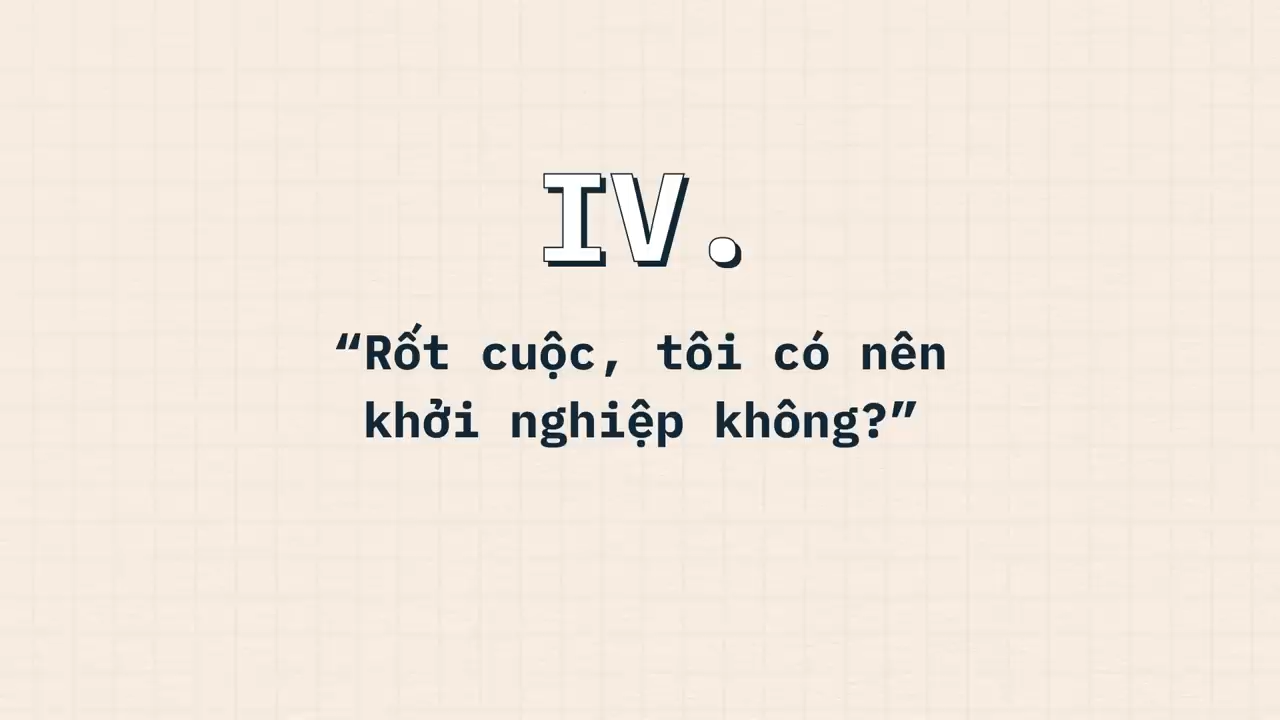 IV.
“Rốt cuộc, tôi có nên
khởi nghiệp không?”